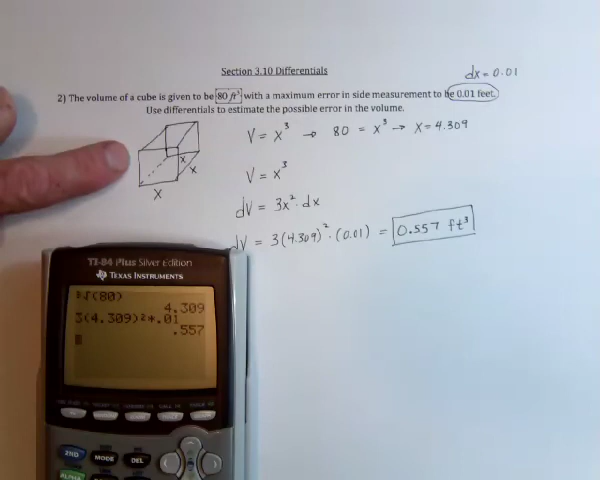 Section 3.10 Differentials
dx = 0.01
2) The volume of a cube is given to be 80 ft³ with a maximum error in side measurement to be 0.01 feet.
Use differentials to estimate the possible error in the volume.
V = x³ → 80 = x³ → x = 4.309
x
x
x
V = x³
dV = 3x² · dx
dV = 3(4.309)² · (0.01) = 0.557 ft³
TI-84 Plus Silver Edition
TEXAS INSTRUMENTS
³√(80)
4.309
3(4.309)²*.01
.557
2ND
MODE
DEL
ALPHA